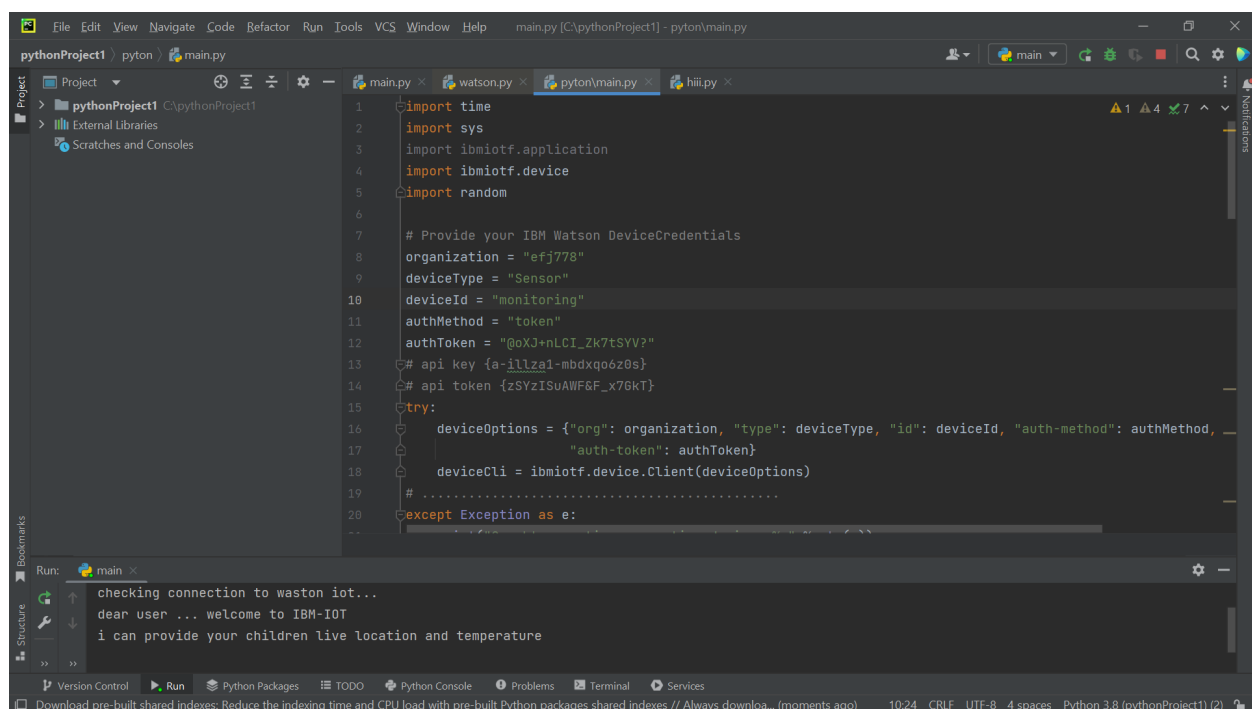 PC File Edit View Navigate Code Refactor Run Tools VCS Window Help main.py [C:\pythonProject1] - pyton\main.py
pythonProject1 pyton main.py main
Project main.py watson.py pyton\main.py hiii.py
Project
pythonProject1 C:\pythonProject1
External Libraries
Scratches and Consoles
1 import time
2 import sys
3 import ibmiotf.application
4 import ibmiotf.device
5 import random
6
7 # Provide your IBM Watson DeviceCredentials
8 organization = "efj778"
9 deviceType = "Sensor"
10 deviceId = "monitoring"
11 authMethod = "token"
12 authToken = "@oXJ+nLCI_Zk7tSYV?"
13 # api key {a-illza1-mbdxqo6z0s}
14 # api token {zSYzISuAWF&F_x7GkT}
15 try:
16 deviceOptions = {"org": organization, "type": deviceType, "id": deviceId, "auth-method": authMethod,
17 "auth-token": authToken}
18 deviceCli = ibmiotf.device.Client(deviceOptions)
19 # ..............................................
20 except Exception as e:
1 4 7
Notifications
Bookmarks
Structure
Run: main
checking connection to waston iot...
dear user ... welcome to IBM-IOT
i can provide your children live location and temperature
Version Control Run Python Packages TODO Python Console Problems Terminal Services
Download pre-built shared indexes: Reduce the indexing time and CPU load with pre-built Python packages shared indexes // Always downloa... (moments ago) 10:24 CRLF UTF-8 4 spaces Python 3.8 (pythonProject1) (2)